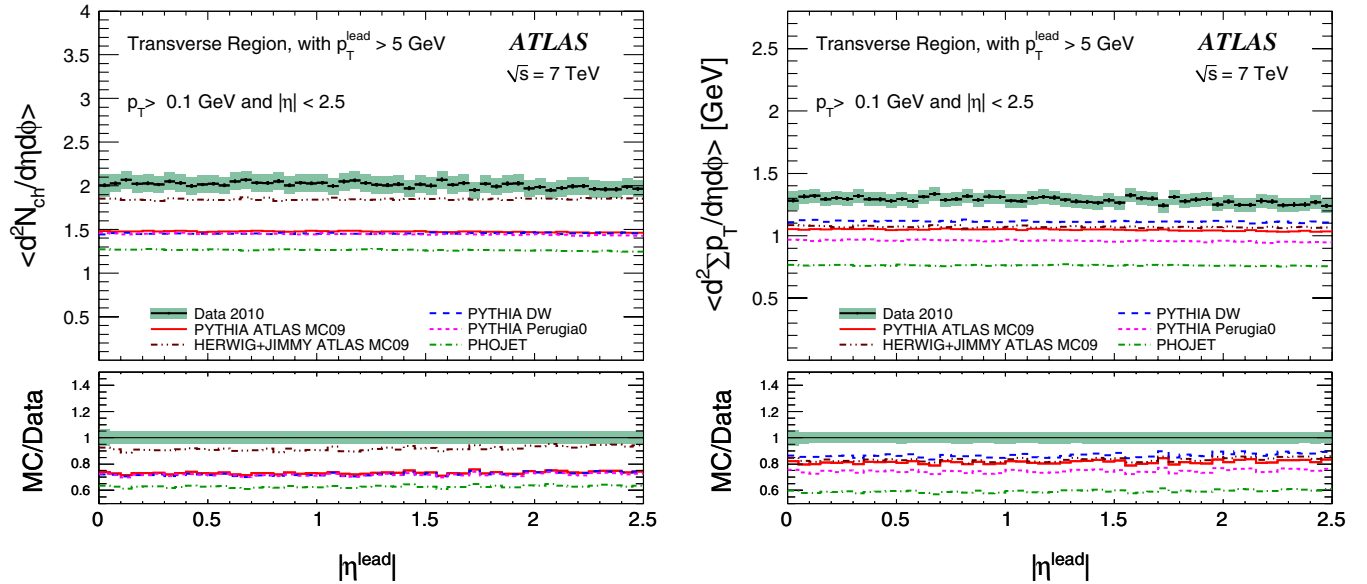 <d²N_ch/dηdϕ>
4
3.5
3
2.5
2
1.5
1
0.5
Transverse Region, with p_T^lead > 5 GeV
ATLAS
√s = 7 TeV
p_T > 0.1 GeV and |η| < 2.5
Data 2010
PYTHIA ATLAS MC09
HERWIG+JIMMY ATLAS MC09
PYTHIA DW
PYTHIA Perugia0
PHOJET
MC/Data
1.4
1.2
1
0.8
0.6
0 0.5 1 1.5 2 2.5
|η^lead|
<d²Σp_T/dηdϕ> [GeV]
2.5
2
1.5
1
0.5
Transverse Region, with p_T^lead > 5 GeV
ATLAS
√s = 7 TeV
p_T > 0.1 GeV and |η| < 2.5
Data 2010
PYTHIA ATLAS MC09
HERWIG+JIMMY ATLAS MC09
PYTHIA DW
PYTHIA Perugia0
PHOJET
MC/Data
1.4
1.2
1
0.8
0.6
0 0.5 1 1.5 2 2.5
|η^lead|